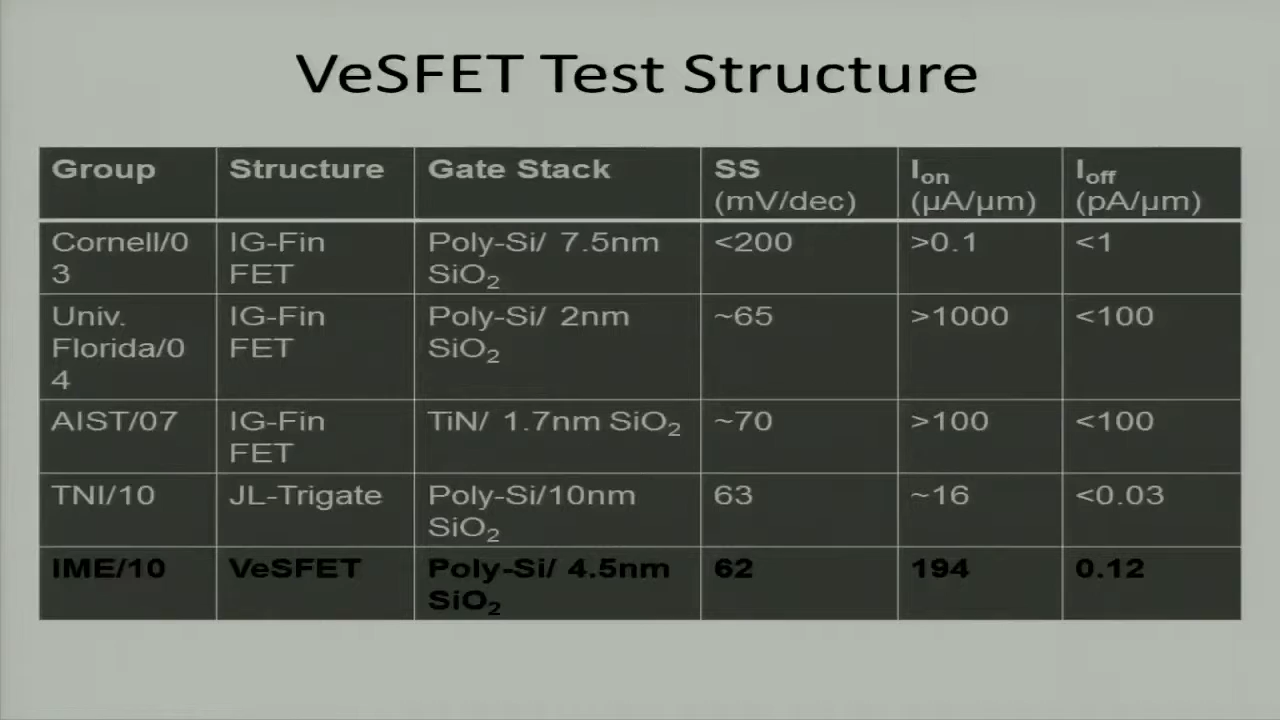 VeSFET Test Structure
Group Structure Gate Stack SS (mV/dec) Ion (µA/µm) Ioff (pA/µm)
Cornell/0
3 IG-Fin
FET Poly-Si/ 7.5nm
SiO2 <200 >0.1 <1
Univ.
Florida/0
4 IG-Fin
FET Poly-Si/ 2nm
SiO2 ~65 >1000 <100
AIST/07 IG-Fin
FET TiN/ 1.7nm SiO2 ~70 >100 <100
TNI/10 JL-Trigate Poly-Si/10nm
SiO2 63 ~16 <0.03
IME/10 VeSFET Poly-Si/ 4.5nm
SiO2 62 194 0.12